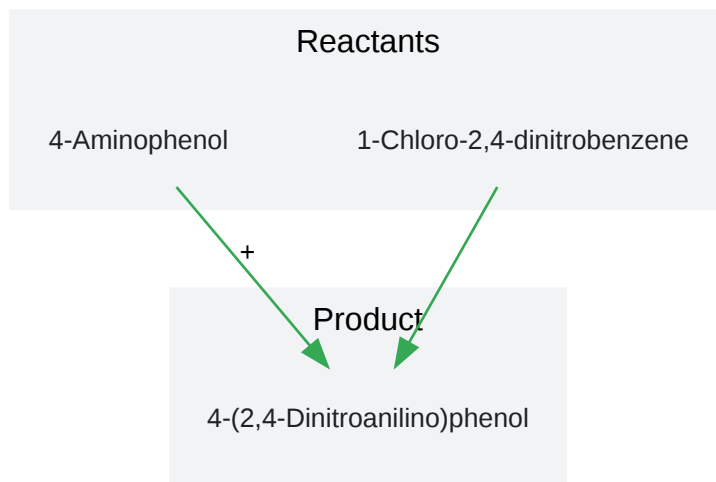 Reactants
4-Aminophenol
1-Chloro-2,4-dinitrobenzene
+
Product
4-(2,4-Dinitroanilino)phenol